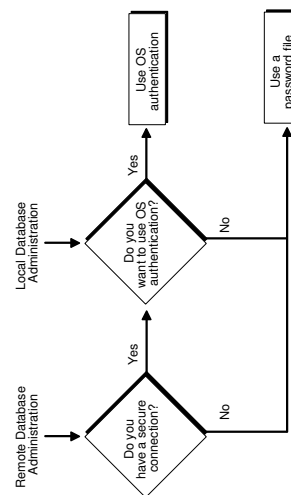 Remote Database
Administration
Local Database
Administration
Do you
have a secure
connection?
Yes
Do you
want to use OS
authentication?
Yes
Use OS
authentication
No
No
Use a
password file